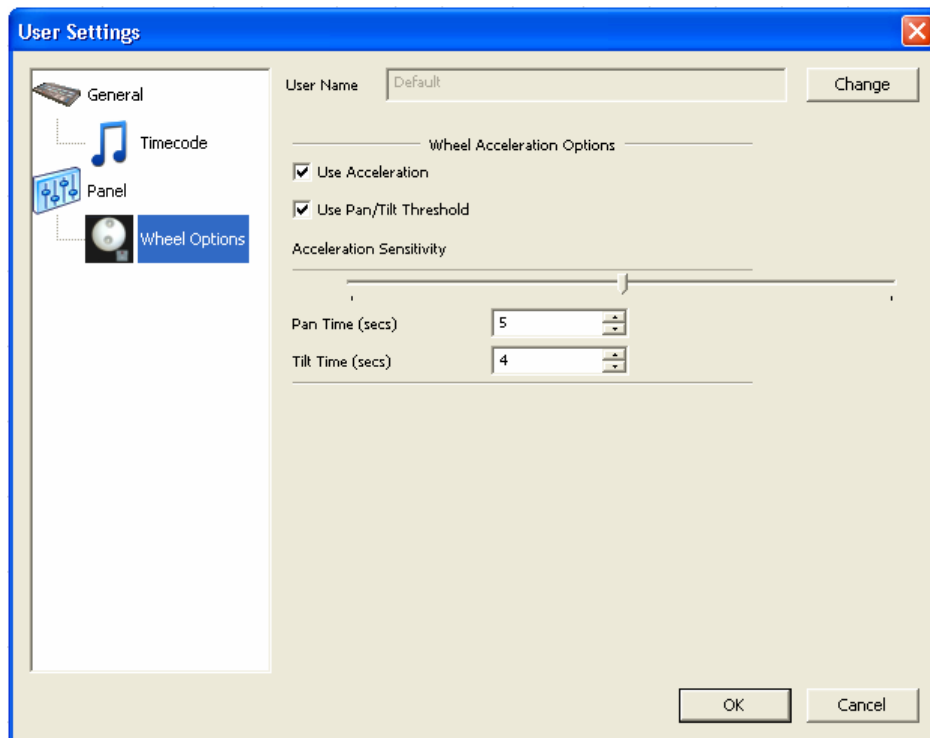 User Settings
General
Timecode
Panel
Wheel Options
User Name Default Change
Wheel Acceleration Options
Use Acceleration
Use Pan/Tilt Threshold
Acceleration Sensitivity
Pan Time (secs) 5
Tilt Time (secs) 4
OK Cancel